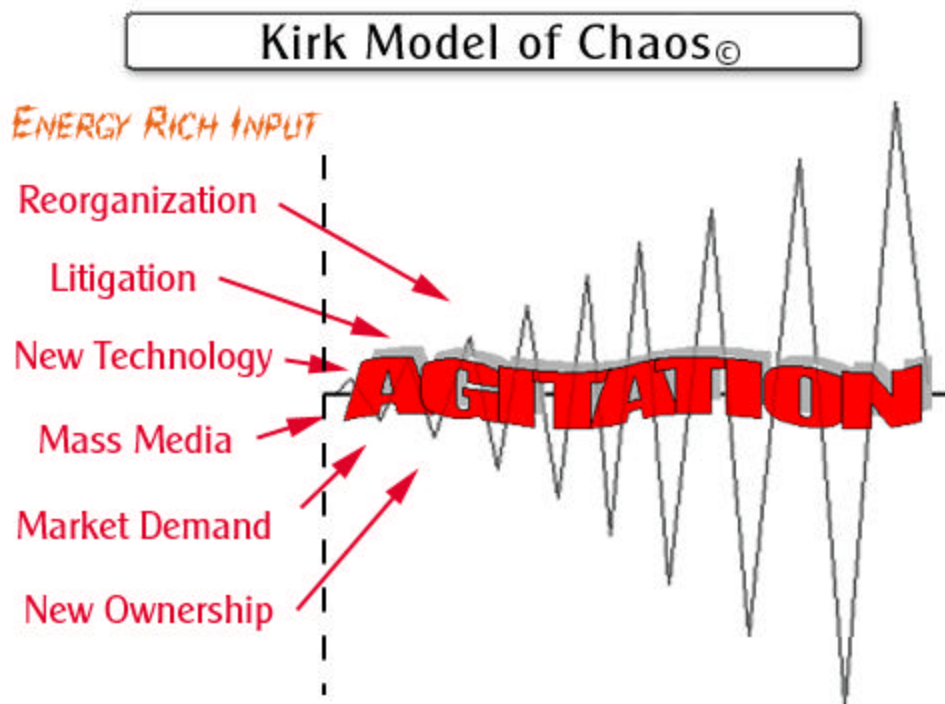 Kirk Model of Chaos©
ENERGY RICH INPUT
Reorganization
Litigation
New Technology
AGITATION
Mass Media
Market Demand
New Ownership